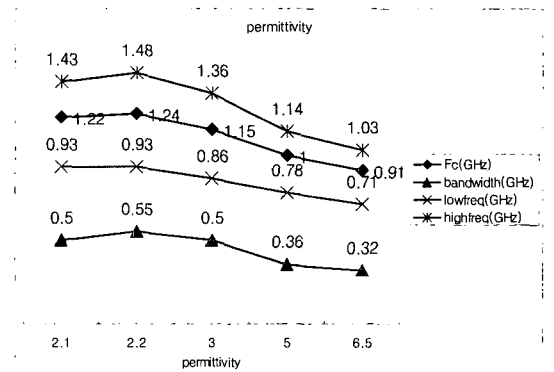 permittivity
1.43 1.48 1.36 1.14 1.03
1.22 1.24 1.15 1 0.91
0.93 0.93 0.86 0.78 0.71
0.5 0.55 0.5 0.36 0.32
Fc(GHz)
bandwidth(GHz)
lowfreq(GHz)
highfreq(GHz)
2.1 2.2 3 5 6.5
permittivity